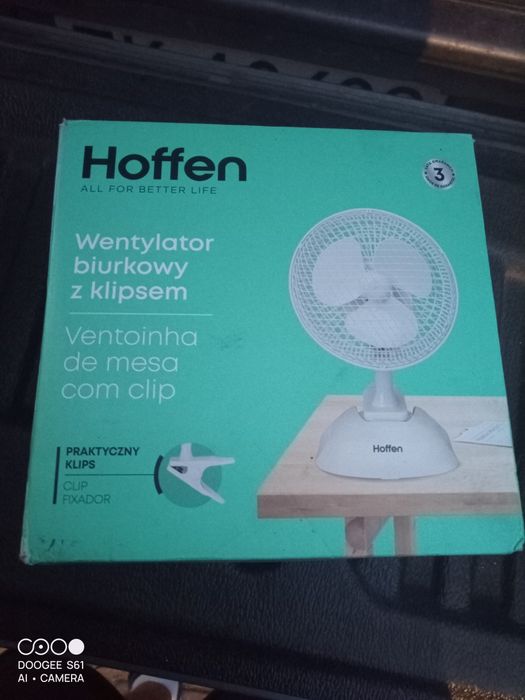 Hoffen
ALL FOR BETTER LIFE
3
Wentylator
biurkowy
z klipsem
Ventoinha
de mesa
com clip
Hoffen
PRAKTYCZNY
KLIPS
CLIP
FIXADOR
DOOGEE S61
AI • CAMERA